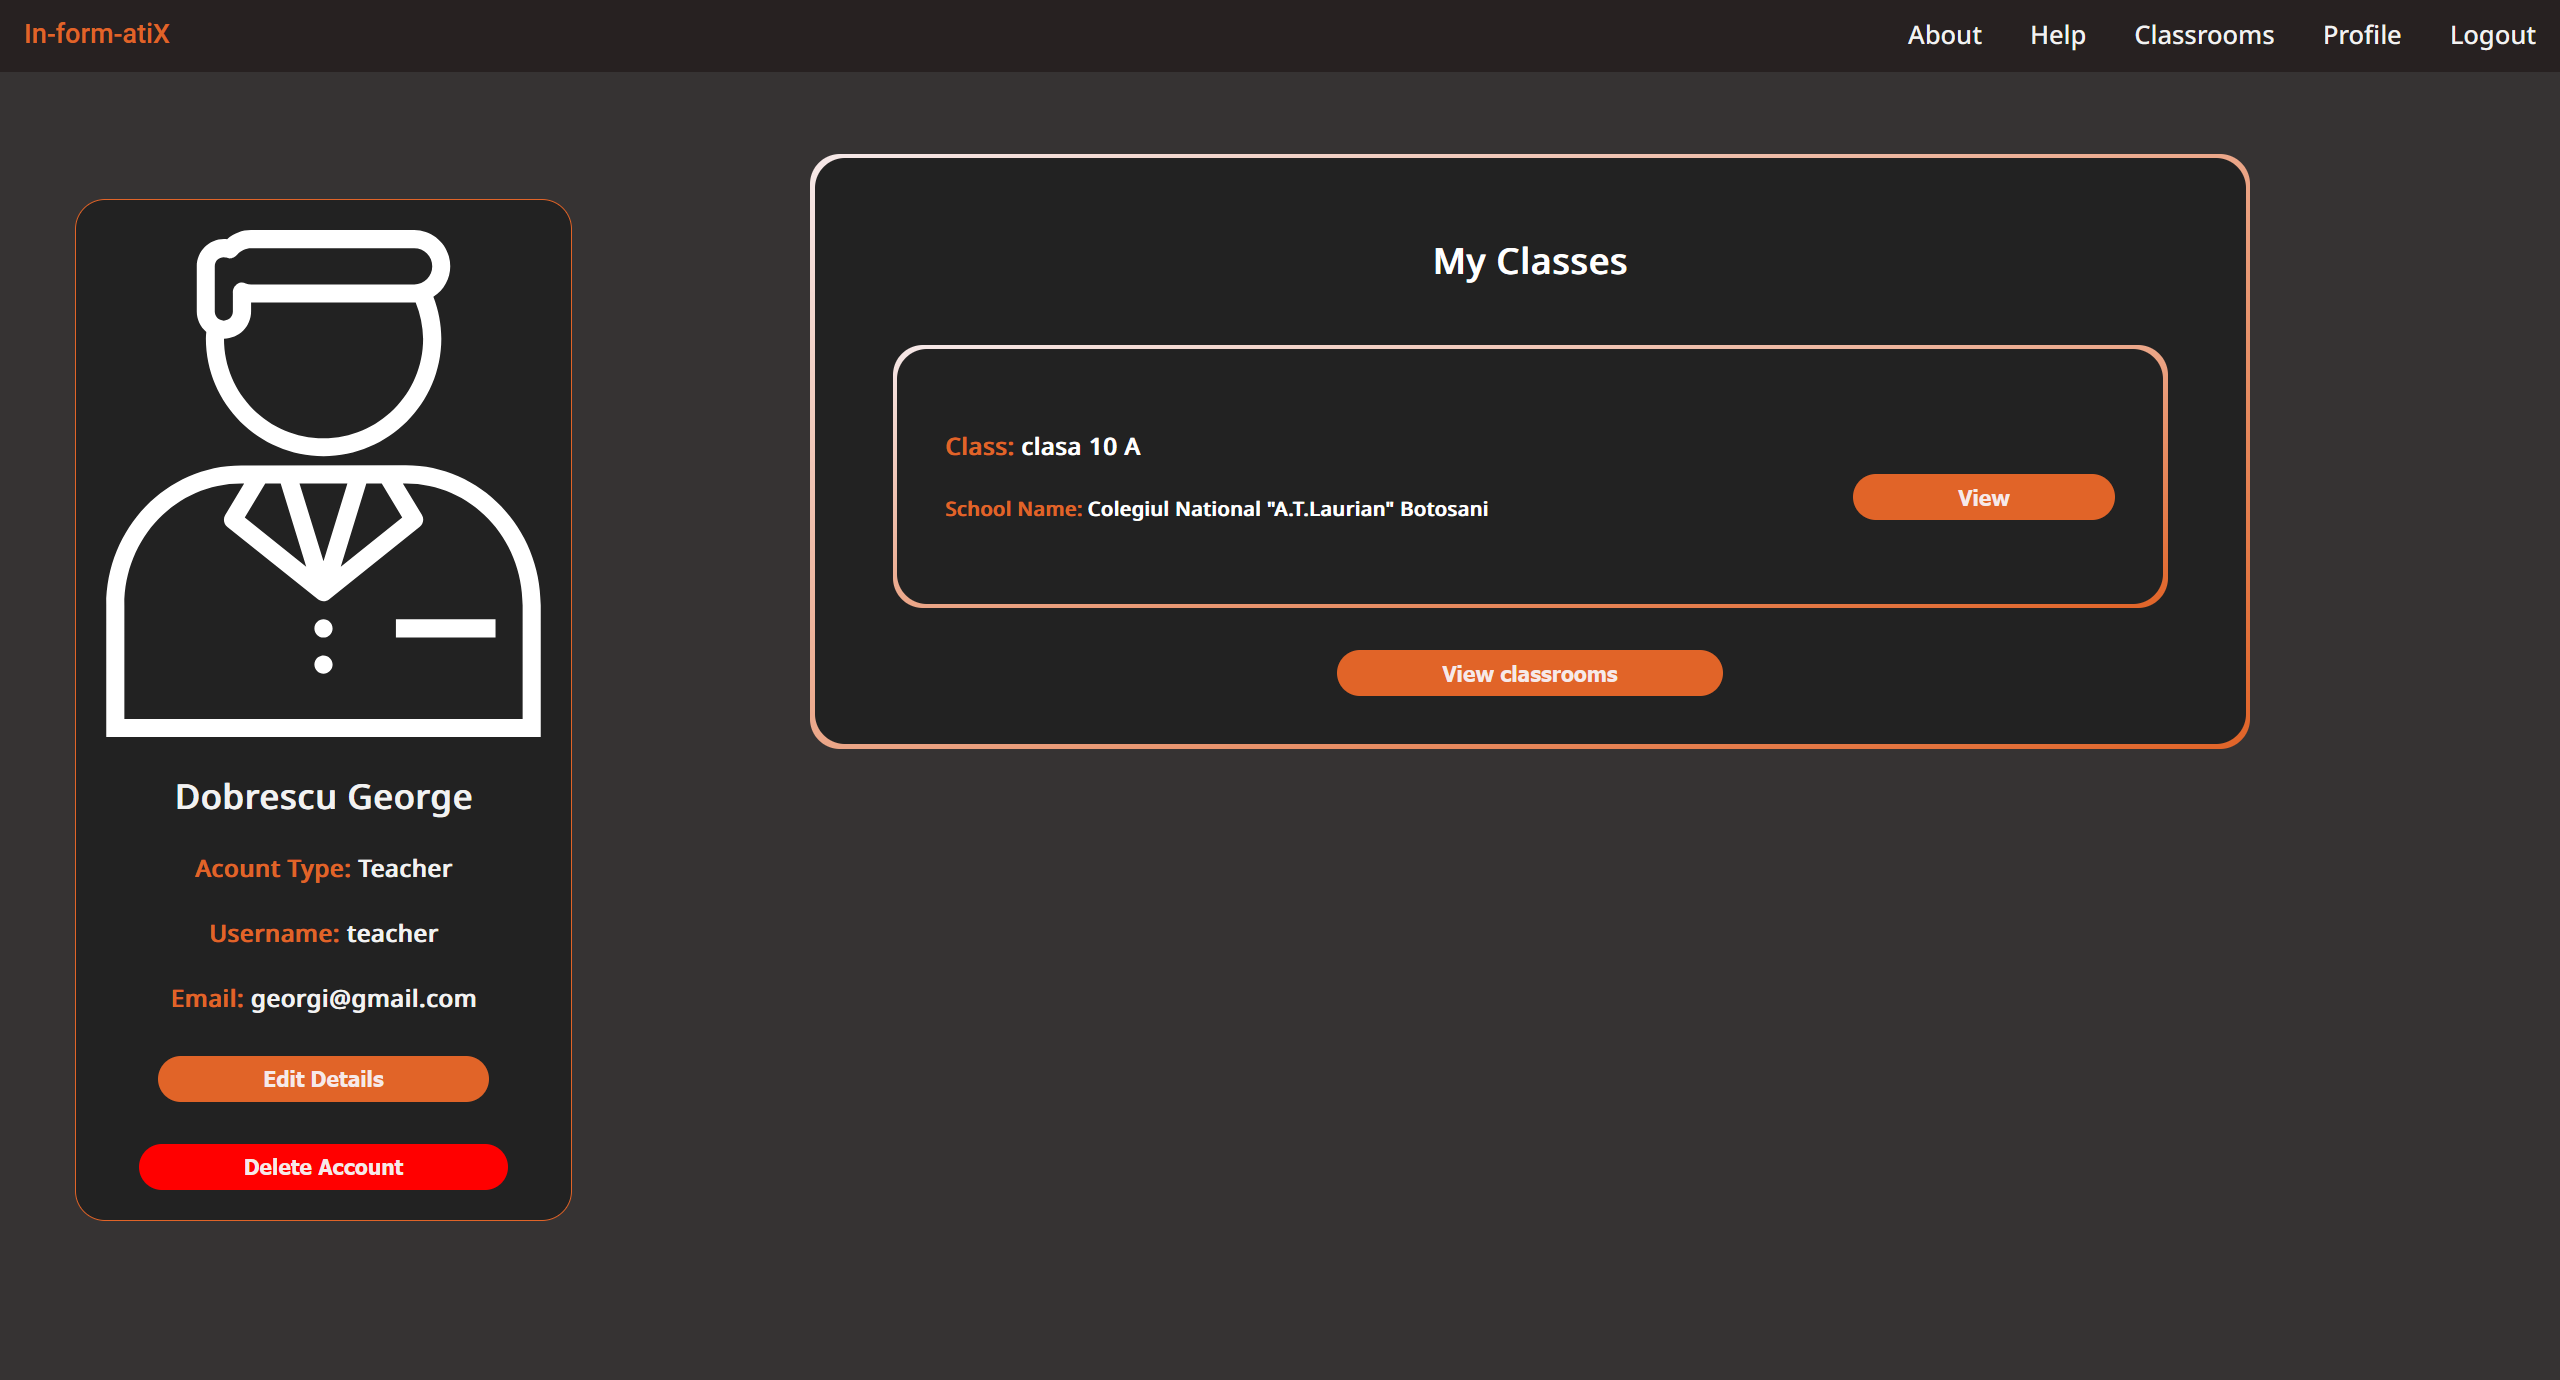 In-form-atiX
About Help Classrooms Profile Logout
Dobrescu George
Acount Type: Teacher
Username: teacher
Email: georgi@gmail.com
Edit Details
Delete Account
My Classes
Class: clasa 10 A
School Name: Colegiul National "A.T.Laurian" Botosani
View
View classrooms